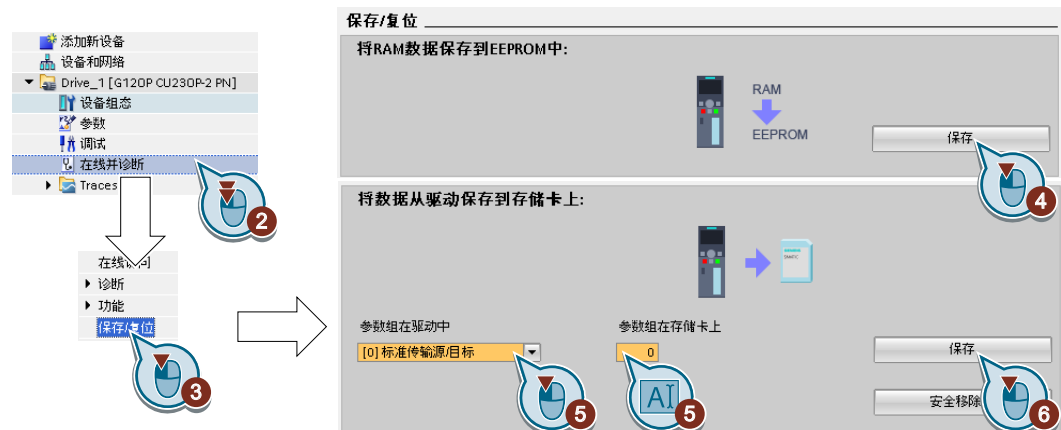 添加新设备
设备和网络
Drive_1 [G120P CU230P-2 PN]
设备组态
参数
调试
在线并诊断
Traces
2
在线访问
诊断
功能
保存/复位
3
保存/复位
将RAM数据保存到EEPROM中:
RAM
EEPROM
保存
4
将数据从驱动保存到存储卡上:
参数组在驱动中
参数组在存储卡上
[0] 标准传输源/目标
0
保存
安全移除
5
AI
5
6